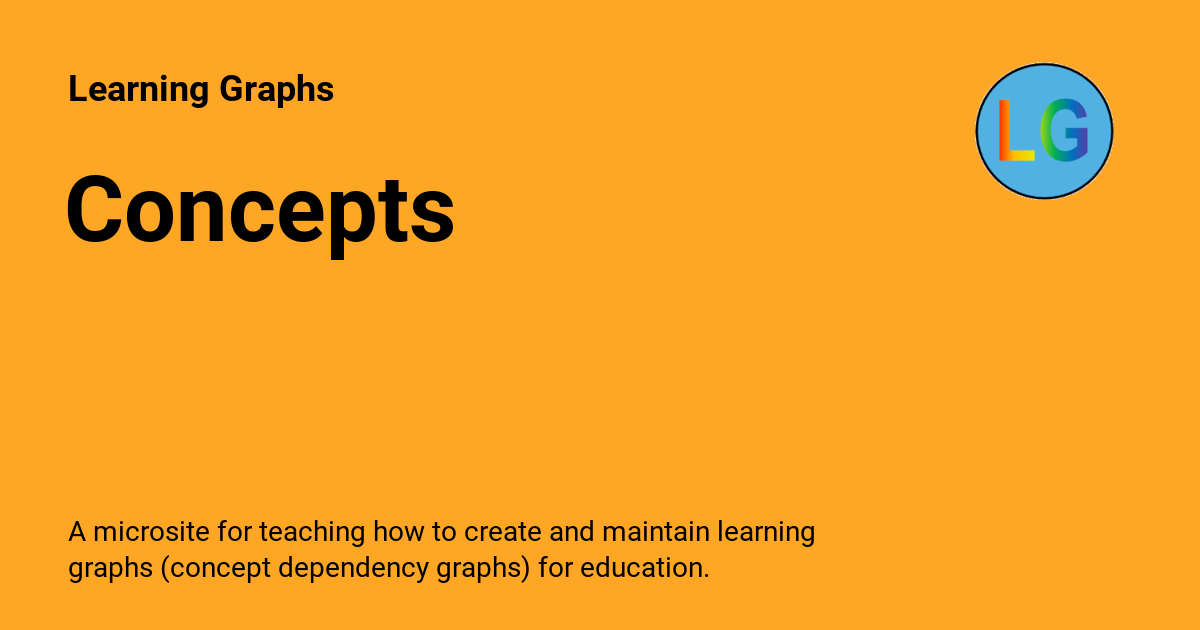 Learning Graphs
LG
Concepts
A microsite for teaching how to create and maintain learning
graphs (concept dependency graphs) for education.